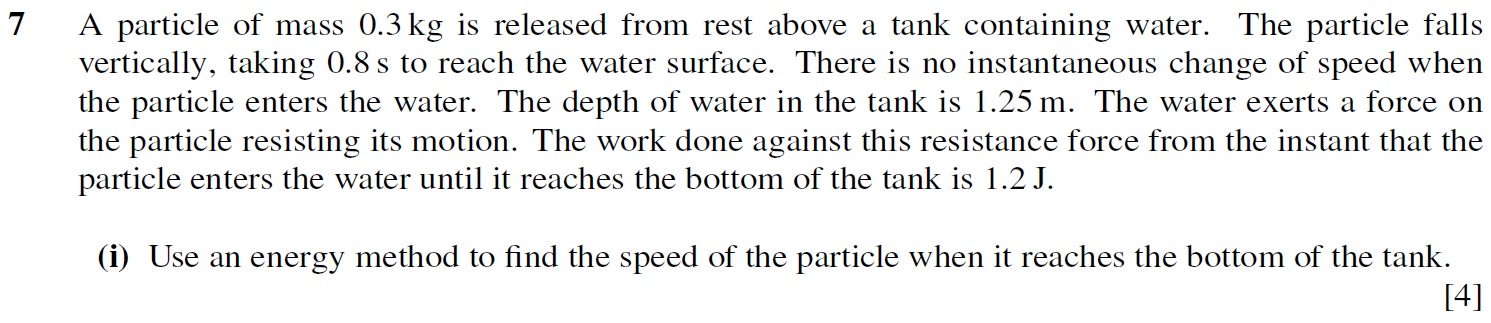 7 A particle of mass 0.3 kg is released from rest above a tank containing water. The particle falls
vertically, taking 0.8 s to reach the water surface. There is no instantaneous change of speed when
the particle enters the water. The depth of water in the tank is 1.25 m. The water exerts a force on
the particle resisting its motion. The work done against this resistance force from the instant that the
particle enters the water until it reaches the bottom of the tank is 1.2 J.
(i) Use an energy method to find the speed of the particle when it reaches the bottom of the tank.
[4]